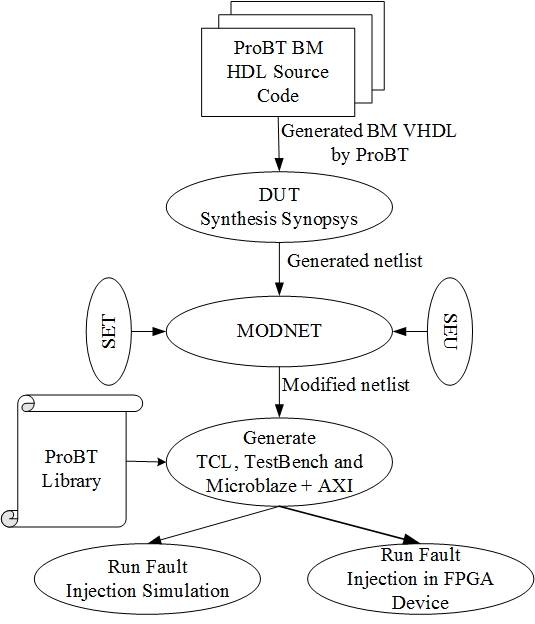 ProBT BM
HDL Source
Code
Generated BM VHDL
by ProBT
DUT
Synthesis Synopsys
Generated netlist
SET
MODNET
SEU
Modified netlist
ProBT
Library
Generate
TCL, TestBench and
Microblaze + AXI
Run Fault
Injection Simulation
Run Fault
Injection in FPGA
Device